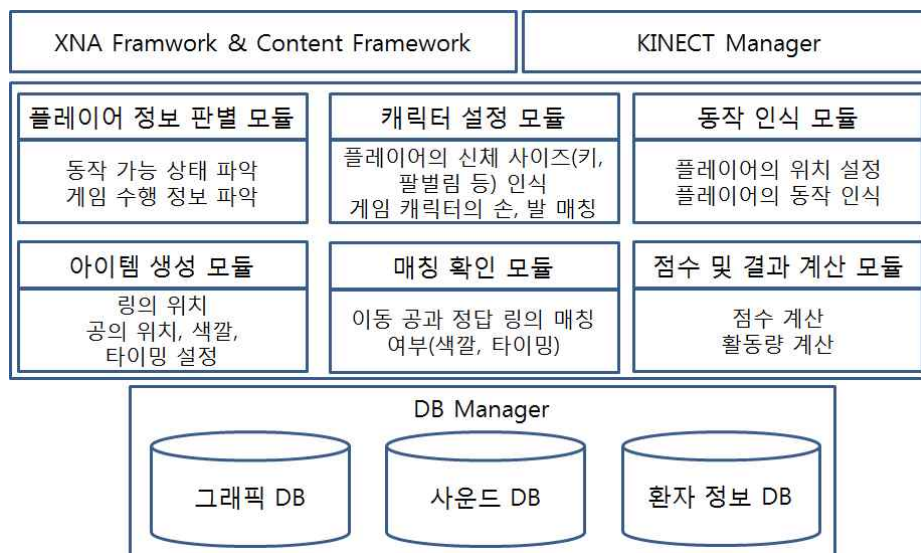 XNA Framwork & Content Framework
KINECT Manager
플레이어 정보 판별 모듈
동작 가능 상태 파악
게임 수행 정보 파악
캐릭터 설정 모듈
플레이어의 신체 사이즈(키,
팔벌림 등) 인식
게임 캐릭터의 손, 발 매칭
동작 인식 모듈
플레이어의 위치 설정
플레이어의 동작 인식
아이템 생성 모듈
링의 위치
공의 위치, 색깔,
타이밍 설정
매칭 확인 모듈
이동 공과 정답 링의 매칭
여부(색깔, 타이밍)
점수 및 결과 계산 모듈
점수 계산
활동량 계산
DB Manager
그래픽 DB
사운드 DB
환자 정보 DB